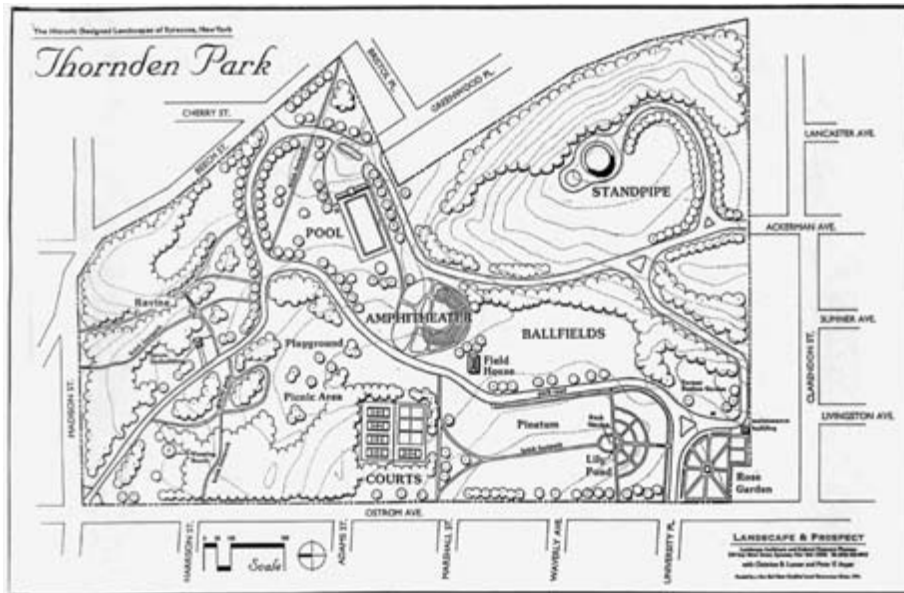 The Historic Designed Landscapes of Syracuse, New York
Thornden Park
CHERRY ST.
BRISTOL PL.
GREENWOOD PL.
BEECH ST.
LANCASTER AVE.
STANDPIPE
ACKERMAN AVE.
POOL
Ravine
AMPHITHEATER
BALLFIELDS
SUMNER AVE.
Playground
Field
House
CLARENDON ST.
MADISON ST.
Picnic Area
LIVINGSTON AVE.
Pinetum
maintenance
building
Lily
Pond
COURTS
Rose
Garden
OSTROM AVE.
HARRISON ST.
ADAMS ST.
MARSHALL ST.
WAVERLY AVE.
UNIVERSITY PL.
Scale
LANDSCAPE & PROSPECT